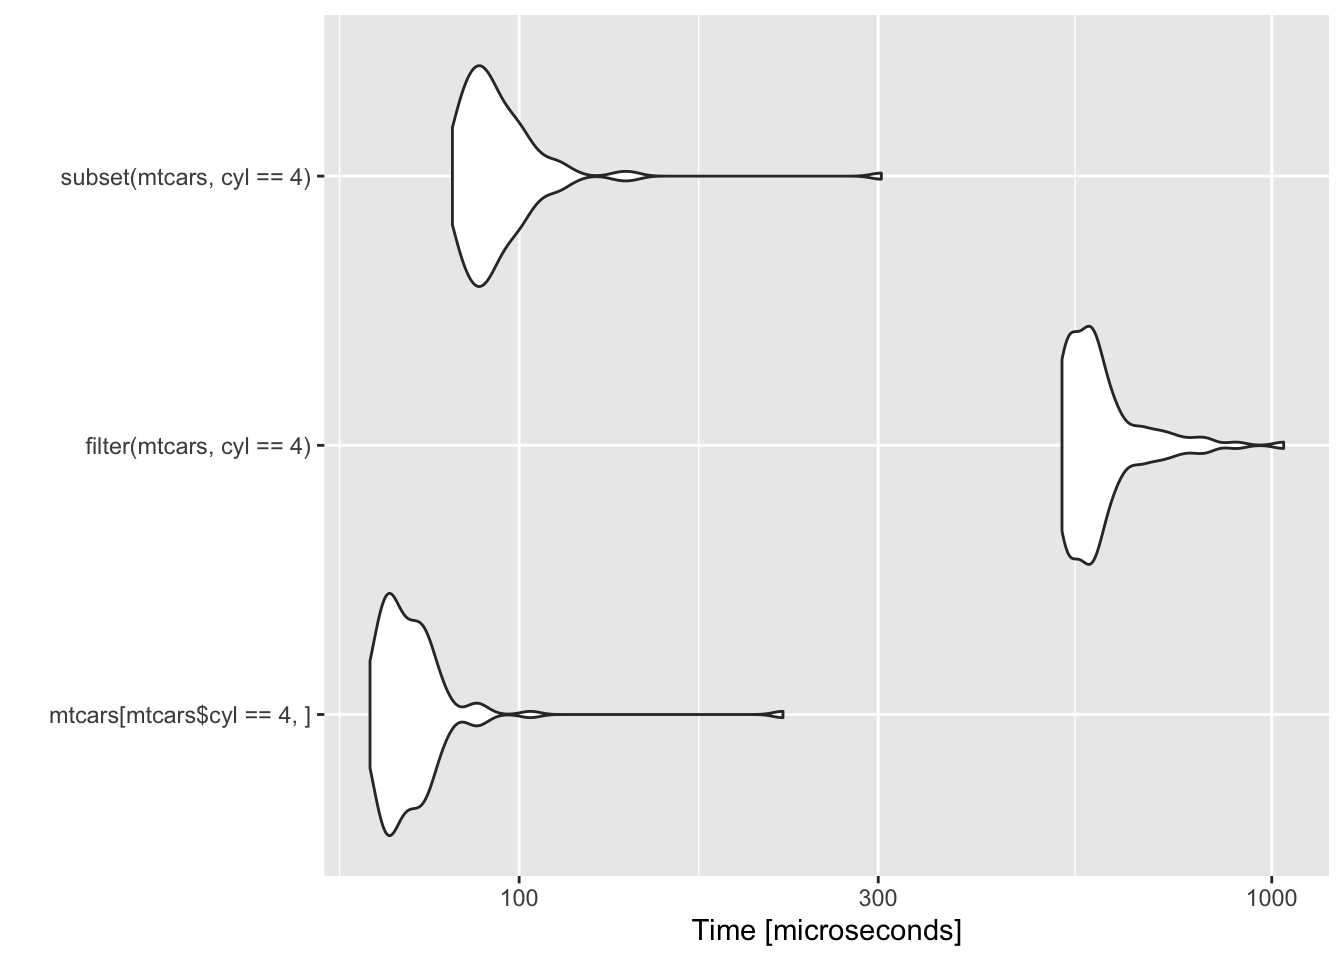 subset(mtcars, cyl == 4)
filter(mtcars, cyl == 4)
mtcars[mtcars$cyl == 4, ]
100 300 1000
Time [microseconds]